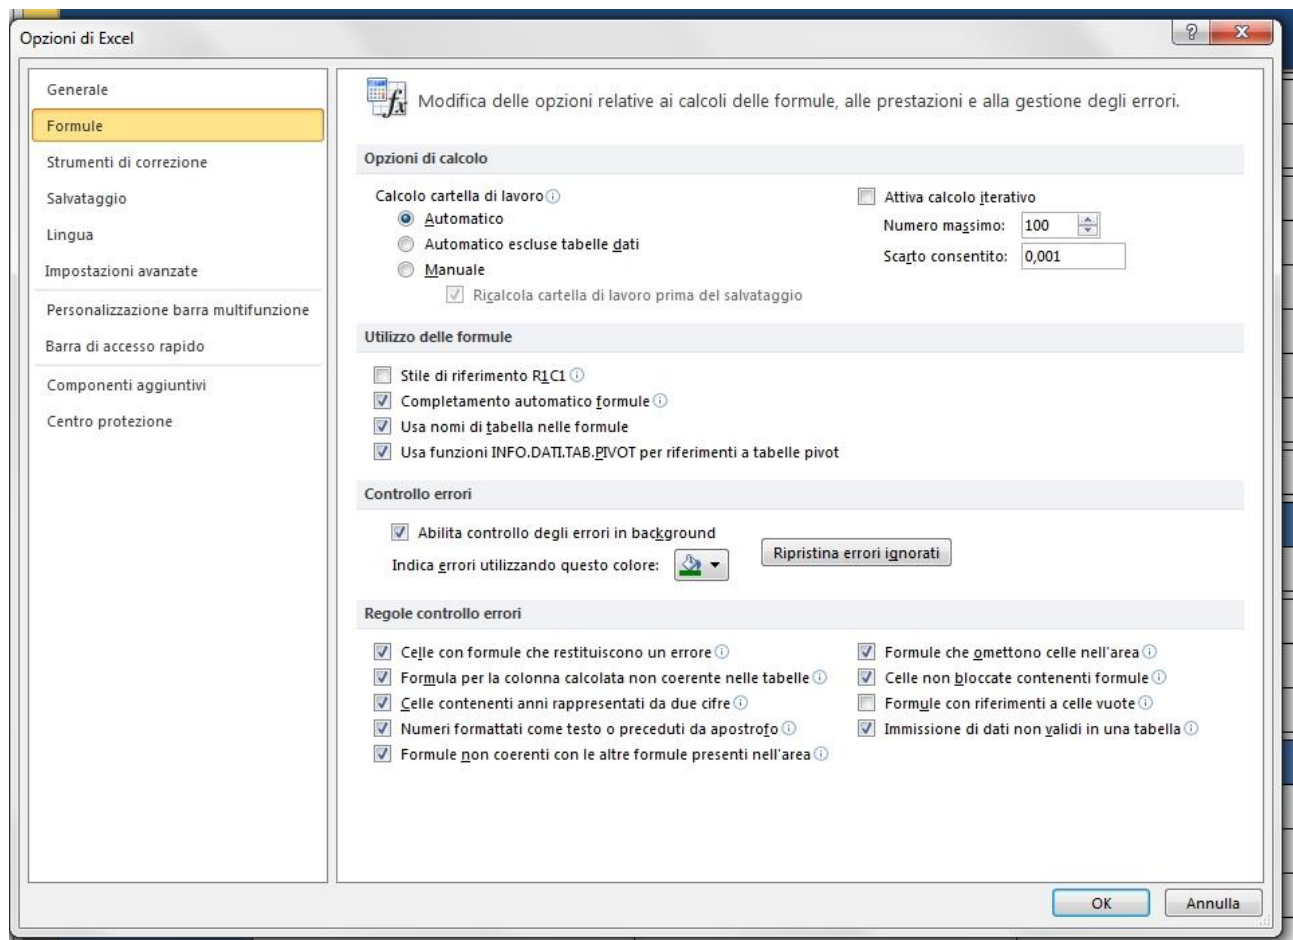 Opzioni di Excel
Generale
Formule
Strumenti di correzione
Salvataggio
Lingua
Impostazioni avanzate
Personalizzazione barra multifunzione
Barra di accesso rapido
Componenti aggiuntivi
Centro protezione
Modifica delle opzioni relative ai calcoli delle formule, alle prestazioni e alla gestione degli errori.
Opzioni di calcolo
Calcolo cartella di lavoro
Automatico
Automatico escluse tabelle dati
Manuale
Ricalcola cartella di lavoro prima del salvataggio
Attiva calcolo iterativo
Numero massimo: 100
Scarto consentito: 0,001
Utilizzo delle formule
Stile di riferimento R1C1
Completamento automatico formule
Usa nomi di tabella nelle formule
Usa funzioni INFO.DATI.TAB.PIVOT per riferimenti a tabelle pivot
Controllo errori
Abilita controllo degli errori in background
Indica errori utilizzando questo colore:
Ripristina errori ignorati
Regole controllo errori
Celle con formule che restituiscono un errore
Formula per la colonna calcolata non coerente nelle tabelle
Celle contenenti anni rappresentati da due cifre
Numeri formattati come testo o preceduti da apostrofo
Formule non coerenti con le altre formule presenti nell'area
Formule che omettono celle nell'area
Celle non bloccate contenenti formule
Formule con riferimenti a celle vuote
Immissione di dati non validi in una tabella
OK
Annulla